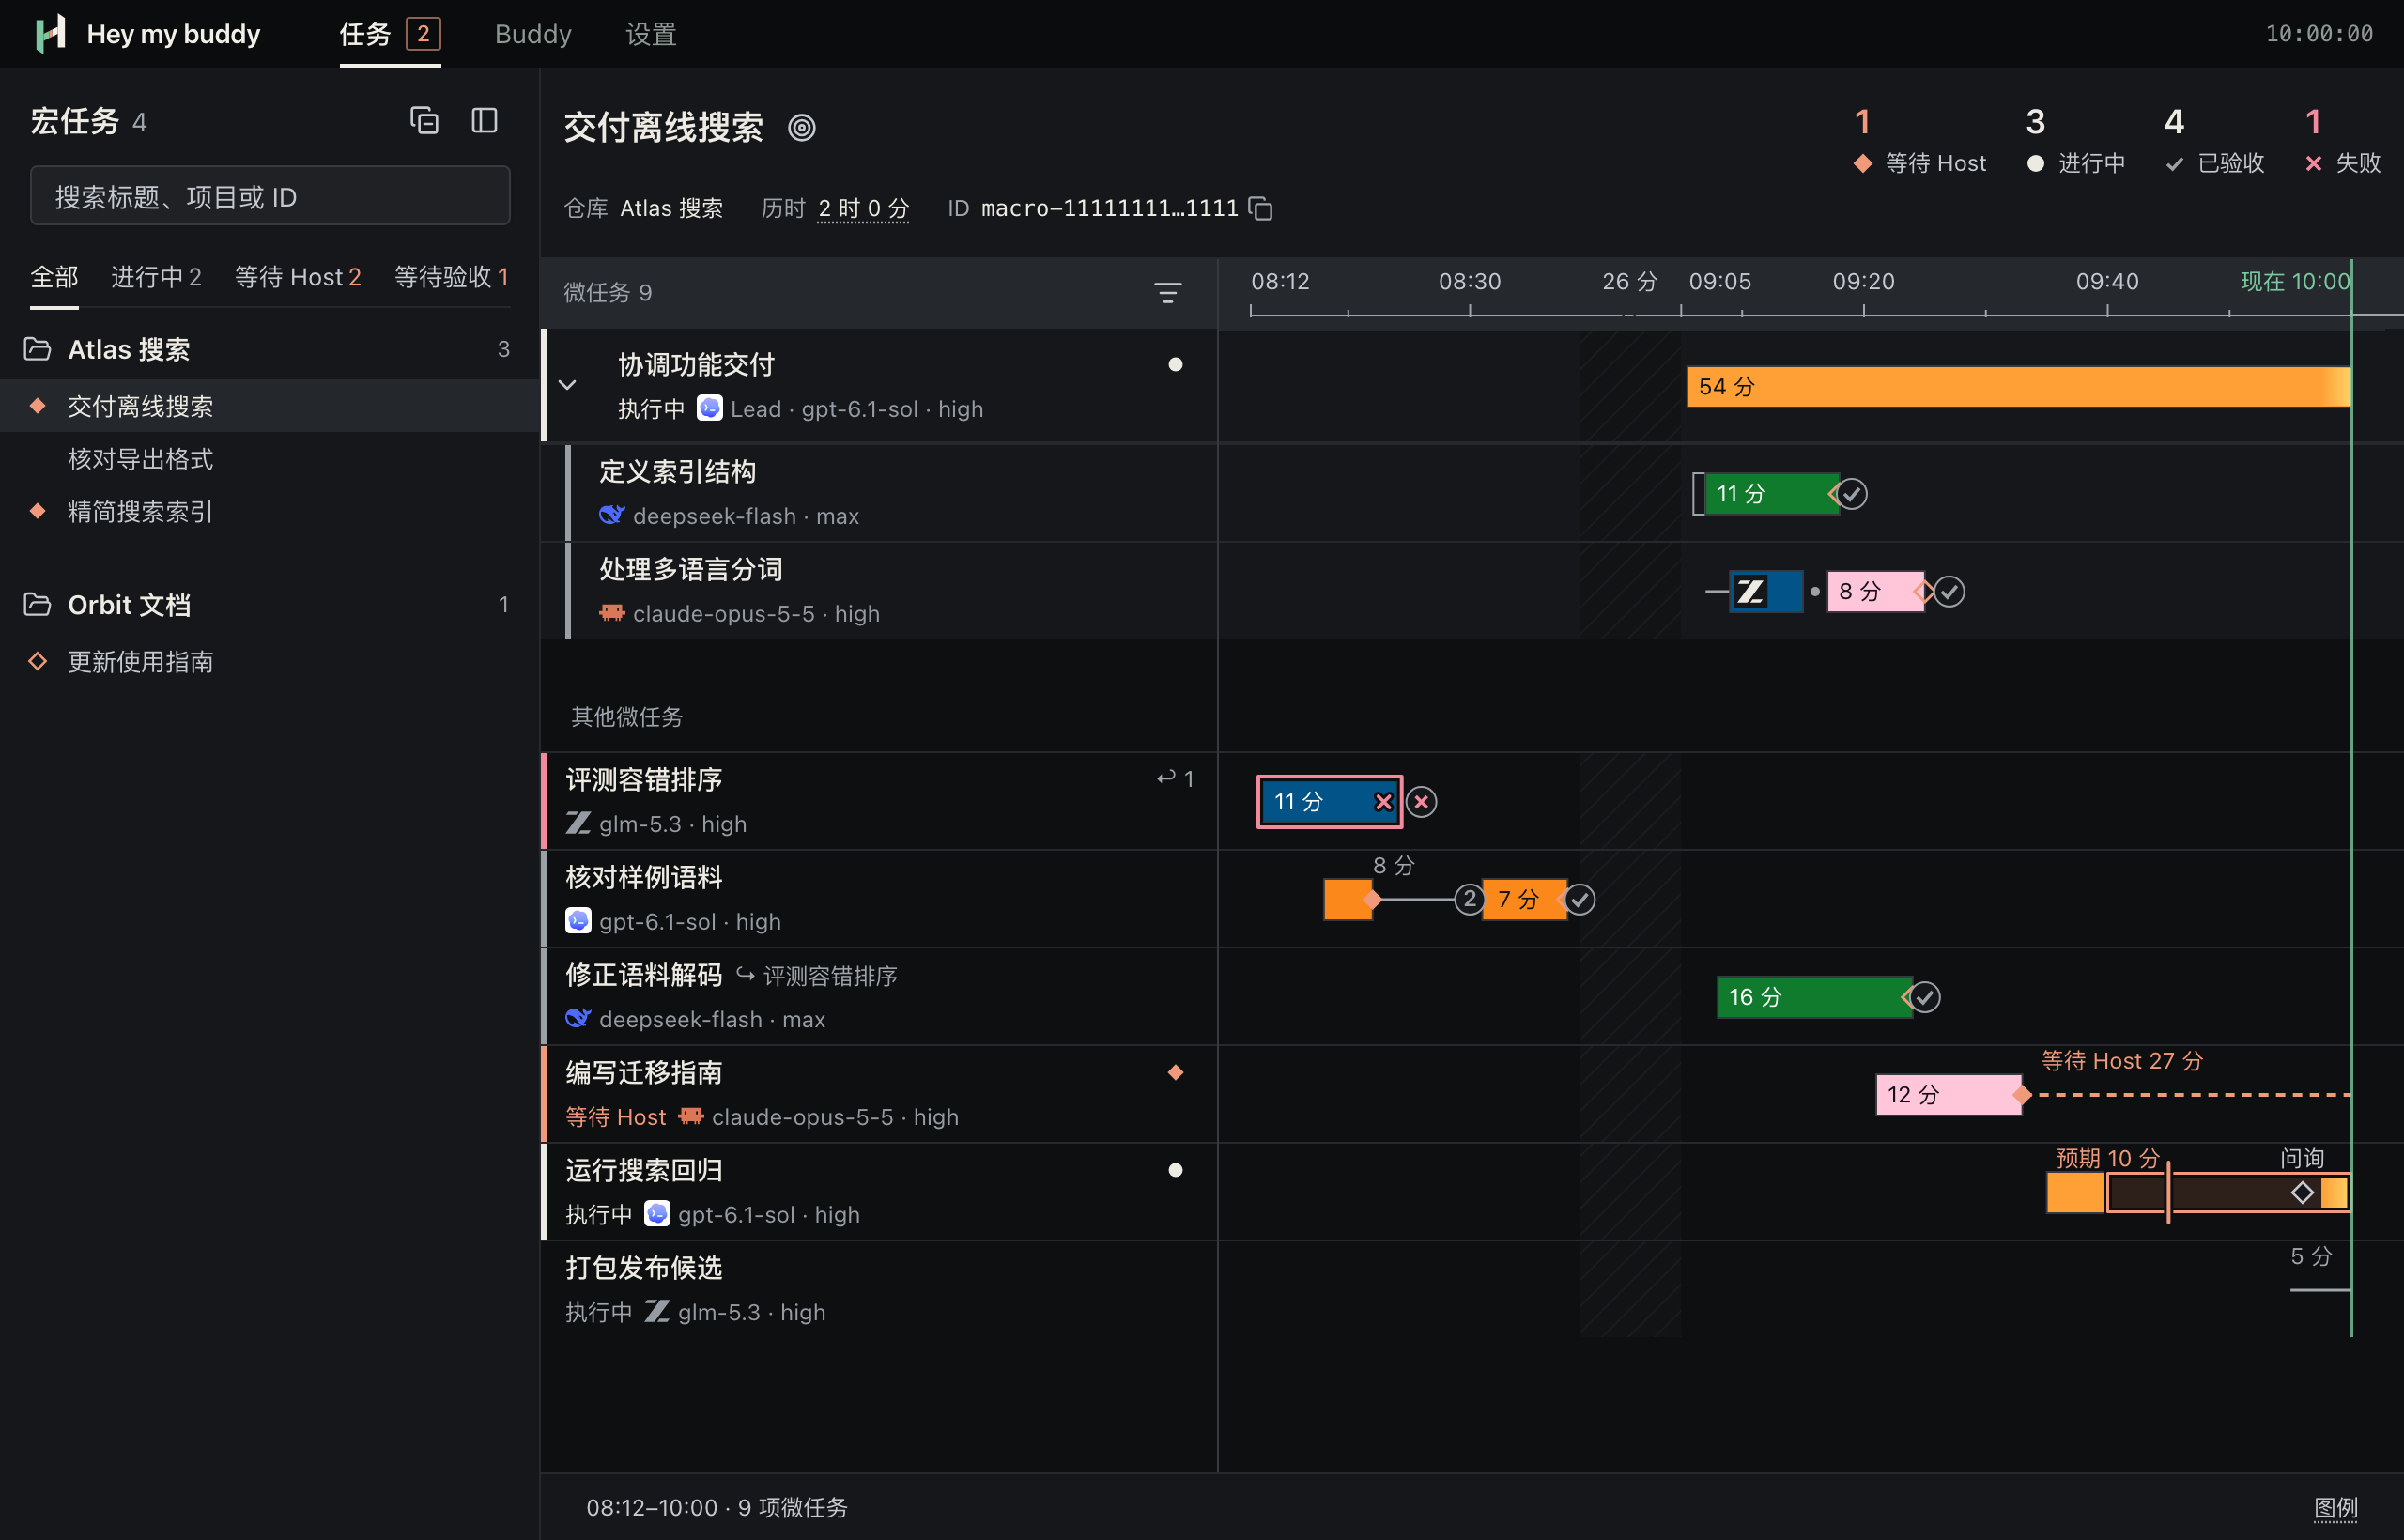 Hey my buddy
任务 2
Buddy
设置
10:00:00
宏任务 4
搜索标题、项目或 ID
全部 进行中 2 等待 Host 2 等待验收 1
Atlas 搜索 3
交付离线搜索
核对导出格式
精简搜索索引
Orbit 文档 1
更新使用指南
交付离线搜索
1 等待 Host
3 进行中
4 已验收
1 失败
仓库 Atlas 搜索 历时 2 时 0 分 ID macro-11111111…1111
微任务 9
08:12 08:30 26 分 09:05 09:20 09:40 现在 10:00
协调功能交付
执行中 Lead · gpt-6.1-sol · high
54 分
定义索引结构
deepseek-flash · max
11 分
处理多语言分词
claude-opus-5-5 · high
8 分
其他微任务
评测容错排序 1
glm-5.3 · high
11 分
核对样例语料
gpt-6.1-sol · high
8 分
2 7 分
修正语料解码 评测容错排序
deepseek-flash · max
16 分
编写迁移指南
等待 Host claude-opus-5-5 · high
12 分
等待 Host 27 分
运行搜索回归
执行中 gpt-6.1-sol · high
预期 10 分 问询
打包发布候选
执行中 glm-5.3 · high
5 分
08:12–10:00 · 9 项微任务
图例